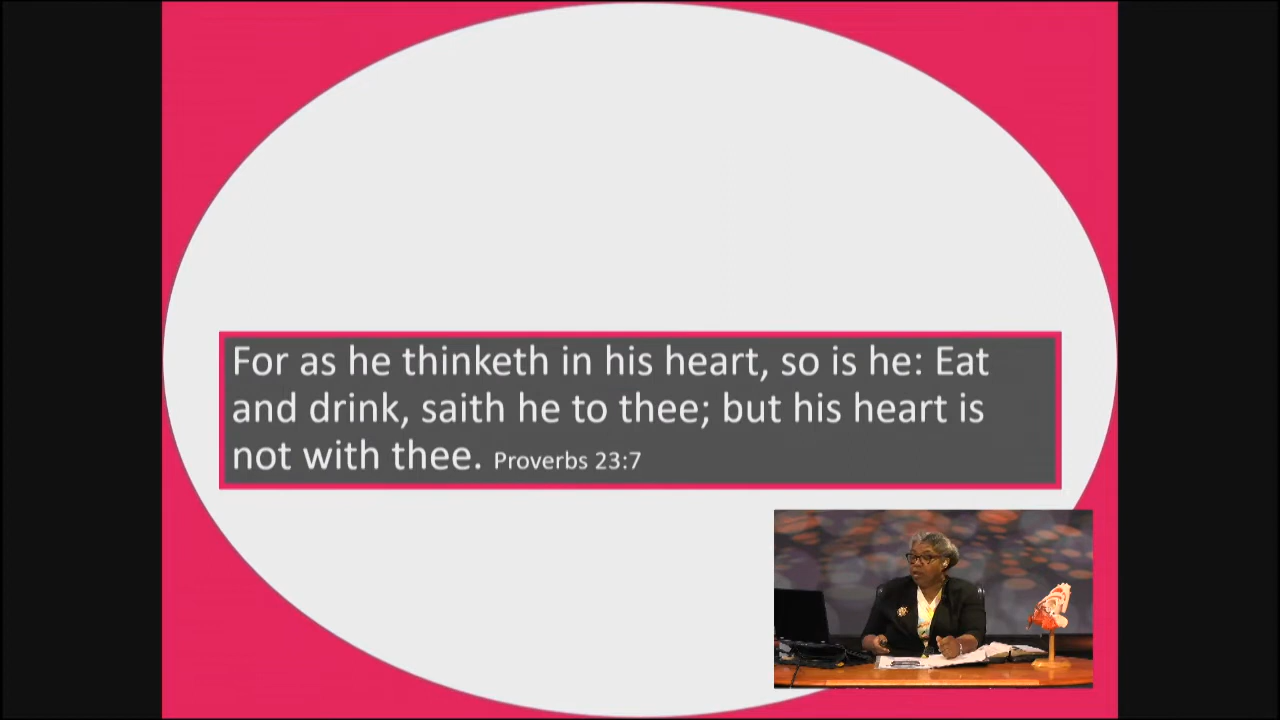 For as he thinketh in his heart, so is he: Eat
and drink, saith he to thee; but his heart is
not with thee. Proverbs 23:7